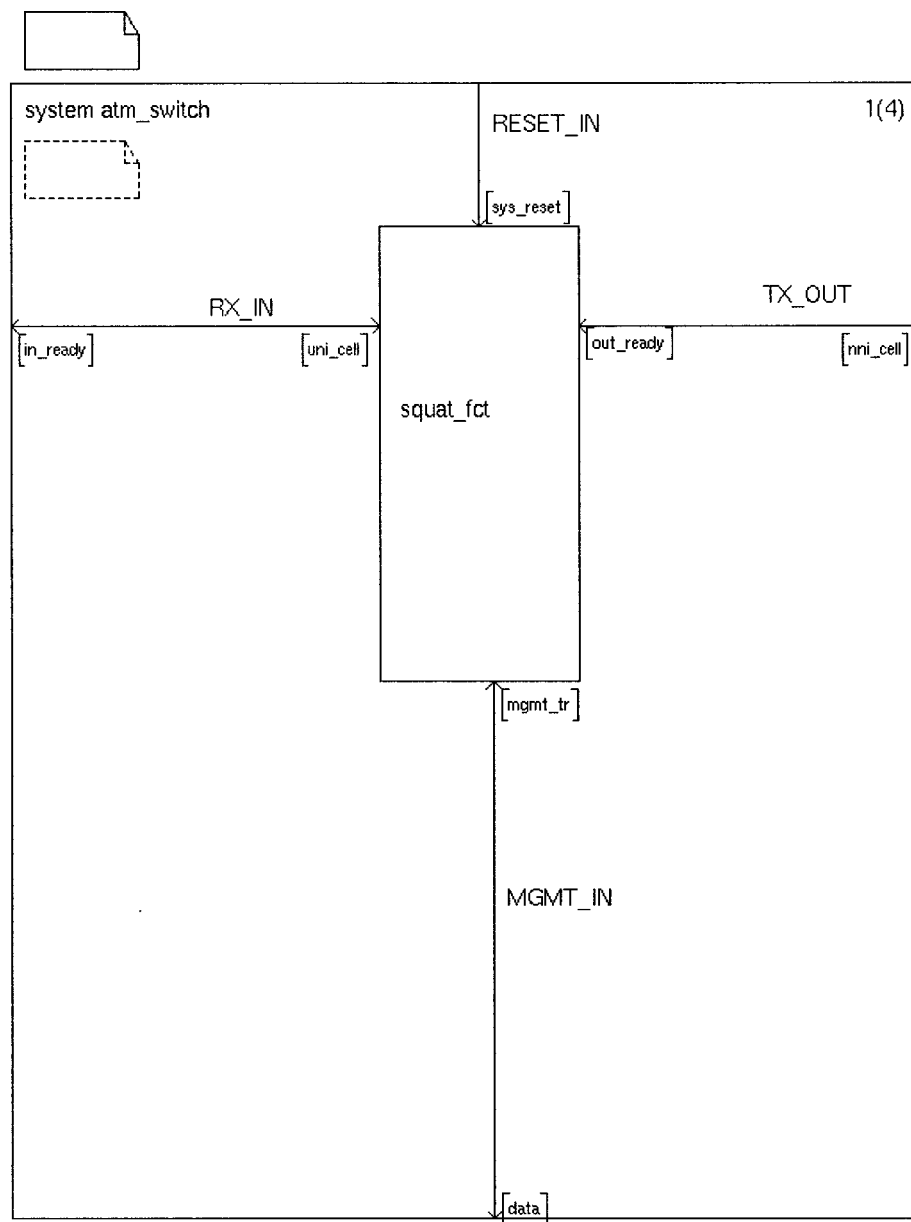 system atm_switch
1(4)
RESET_IN
[sys_reset]
RX_IN
TX_OUT
[in_ready]
[uni_cell]
[out_ready]
[nni_cell]
squat_fct
[mgmt_tr]
MGMT_IN
[data]